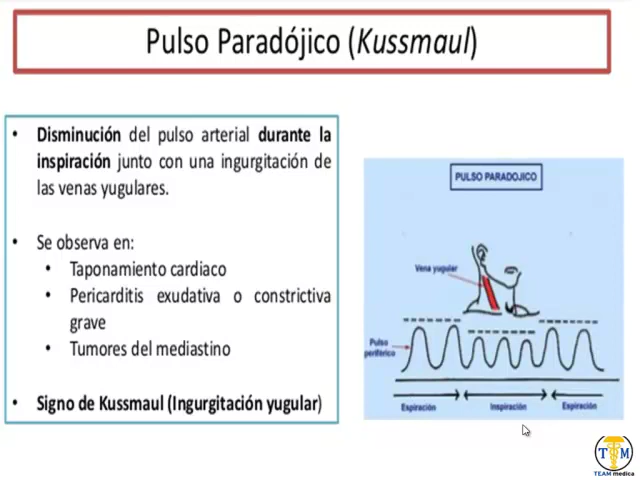 Pulso Paradójico (Kussmaul)
• Disminución del pulso arterial durante la
inspiración junto con una ingurgitación de
las venas yugulares.
• Se observa en:
• Taponamiento cardiaco
• Pericarditis exudativa o constrictiva
grave
• Tumores del mediastino
• Signo de Kussmaul (Ingurgitación yugular)
PULSO PARADOJICO
Vena yugular
Pulso
periférico
Espiración
Inspiración
Espiración
T M
TEAM medica